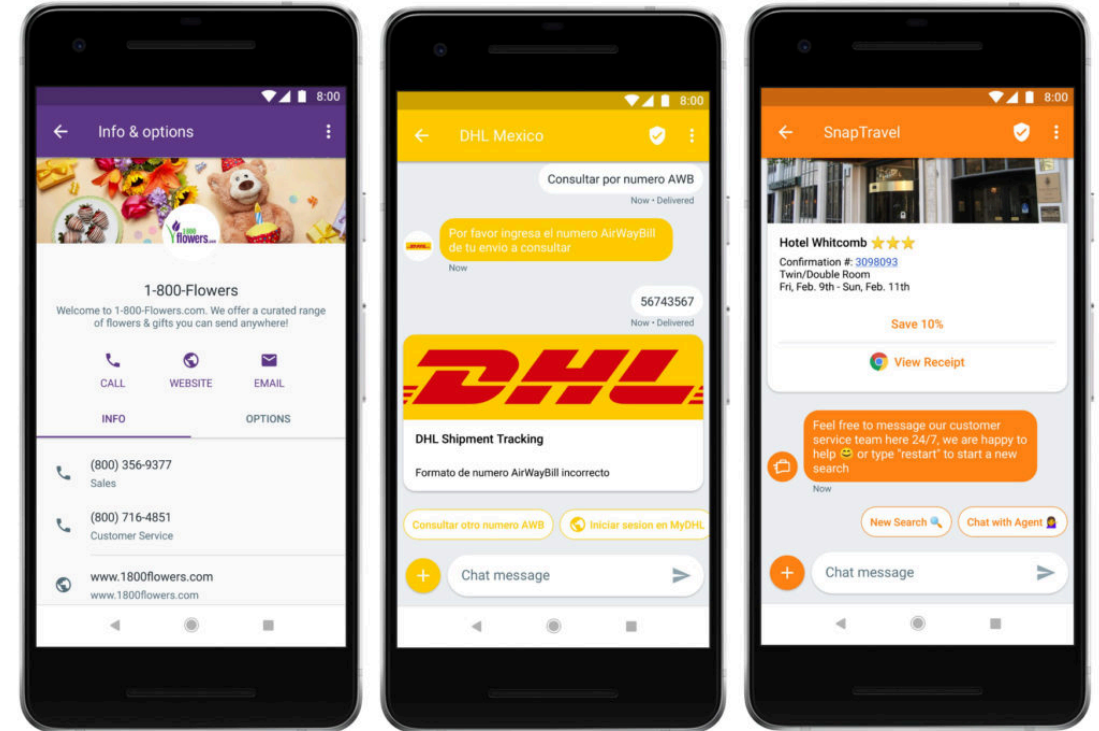 8:00
Info & options
1-800
flowers.com
1-800-Flowers
Welcome to 1-800-Flowers.com. We offer a curated range
of flowers & gifts you can send anywhere!
CALL WEBSITE EMAIL
INFO OPTIONS
(800) 356-9377
Sales
(800) 716-4851
Customer Service
www.1800flowers.com
www.1800flowers.com
8:00
DHL Mexico
Consultar por numero AWB
Now • Delivered
Por favor ingresa el numero AirWayBill
de tu envio a consultar
Now
56743567
Now • Delivered
DHL
DHL Shipment Tracking
Formato de numero AirWayBill incorrecto
Consultar otro numero AWB Iniciar sesion en MyDHL
Chat message
8:00
SnapTravel
Hotel Whitcomb ⭐⭐⭐
Confirmation #: 3098093
Twin/Double Room
Fri, Feb. 9th - Sun, Feb. 11th
Save 10%
View Receipt
Feel free to message our customer
service team here 24/7, we are happy to
help 😄 or type "restart" to start a new
search
Now
New Search 🔍 Chat with Agent 💁‍♀️
Chat message